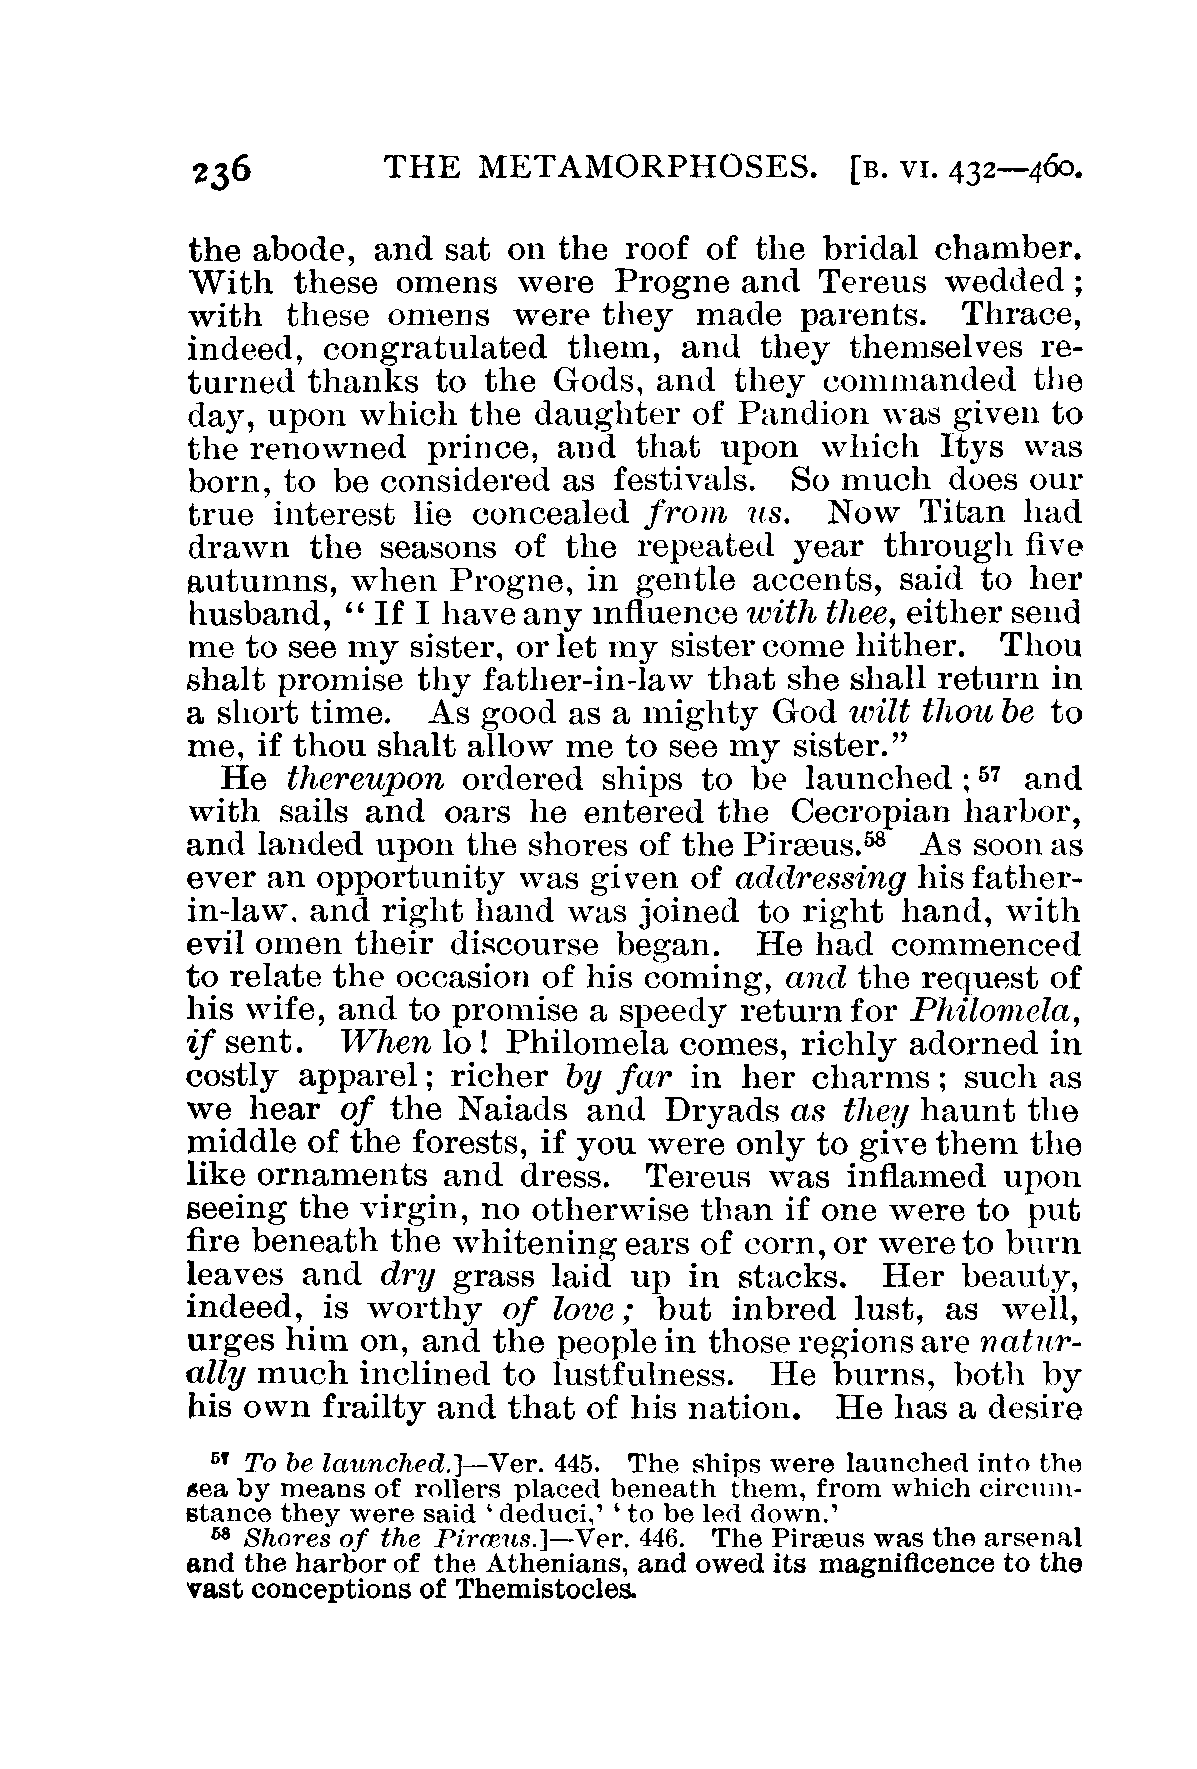 236 THE METAMORPHOSES. [B. VI. 432—460.
the abode, and sat on the roof of the bridal chamber.
With these omens were Progne and Tereus wedded ;
with these omens were they made parents. Thrace,
indeed, congratulated them, and they themselves re-
turned thanks to the Gods, and they commanded the
day, upon which the daughter of Pandion was given to
the renowned prince, and that upon which Itys was
born, to be considered as festivals. So much does our
true interest lie concealed from us. Now Titan had
drawn the seasons of the repeated year through five
autumns, when Progne, in gentle accents, said to her
husband, “ If I have any influence with thee, either send
me to see my sister, or let my sister come hither. Thou
shalt promise thy father-in-law that she shall return in
a short time. As good as a mighty God wilt thou be to
me, if thou shalt allow me to see my sister.”
He thereupon ordered ships to be launched ;⁵⁷ and
with sails and oars he entered the Cecropian harbor,
and landed upon the shores of the Piræus.⁵⁸ As soon as
ever an opportunity was given of addressing his father-
in-law. and right hand was joined to right hand, with
evil omen their discourse began. He had commenced
to relate the occasion of his coming, and the request of
his wife, and to promise a speedy return for Philomela,
if sent. When lo ! Philomela comes, richly adorned in
costly apparel ; richer by far in her charms ; such as
we hear of the Naiads and Dryads as they haunt the
middle of the forests, if you were only to give them the
like ornaments and dress. Tereus was inflamed upon
seeing the virgin, no otherwise than if one were to put
fire beneath the whitening ears of corn, or were to burn
leaves and dry grass laid up in stacks. Her beauty,
indeed, is worthy of love ; but inbred lust, as well,
urges him on, and the people in those regions are natur-
ally much inclined to lustfulness. He burns, both by
his own frailty and that of his nation. He has a desire
⁵⁷ To be launched.]—Ver. 445. The ships were launched into the
sea by means of rollers placed beneath them, from which circum-
stance they were said ‘ deduci,’ ‘ to be led down.’
⁵⁸ Shores of the Pirœus.]—Ver. 446. The Piræus was the arsenal
and the harbor of the Athenians, and owed its magnificence to the
vast conceptions of Themistocles.